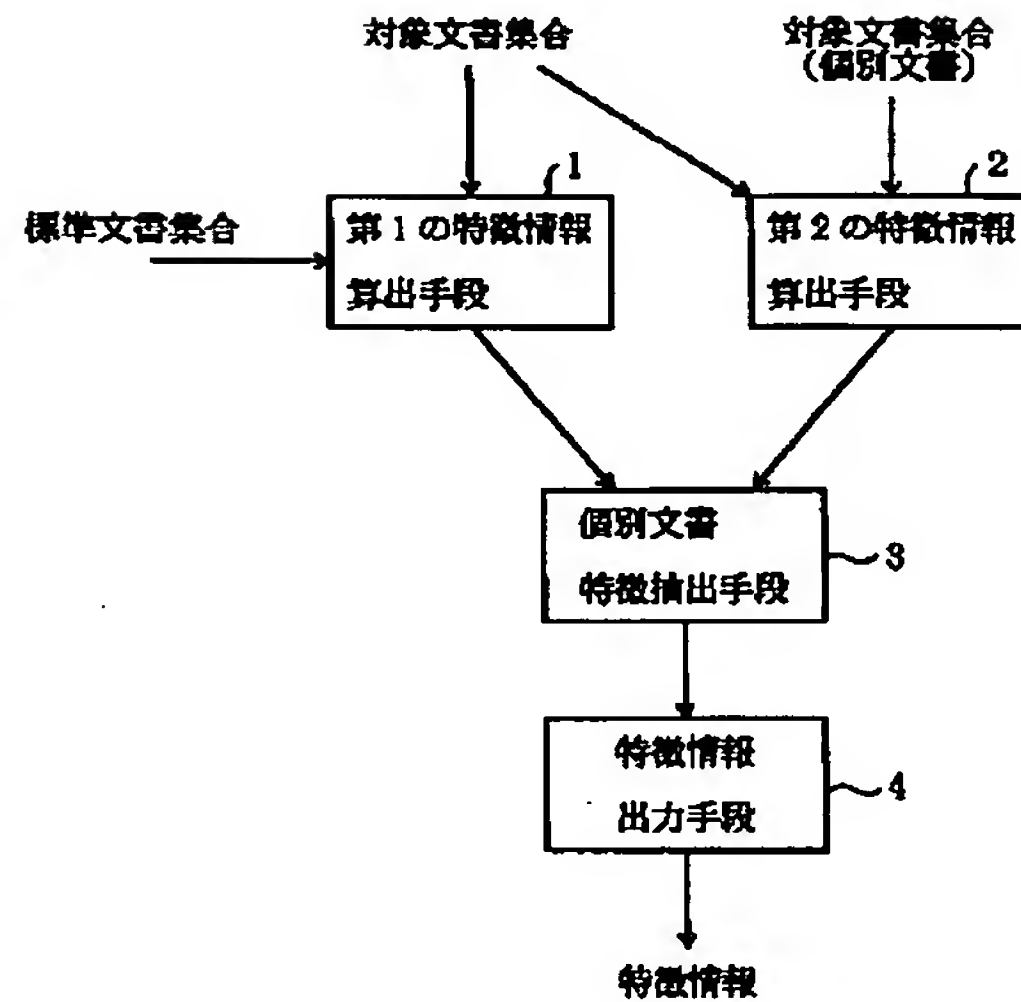 対象文書集合
対象文書集合
(個別文書)
1
2
標準文書集合
第1の特徴情報
算出手段
第2の特徴情報
算出手段
個別文書
特徴抽出手段
3
特徴情報
出力手段
4
特徴情報